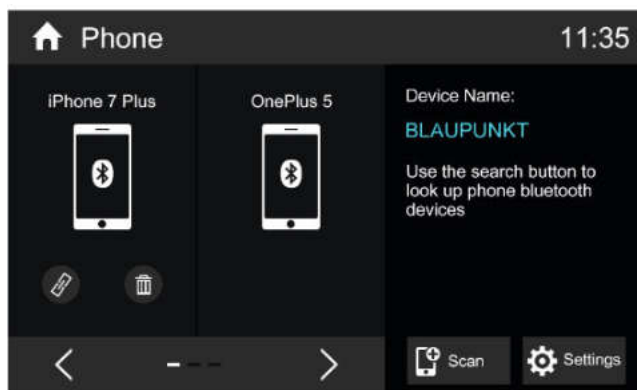 Phone
11:35
iPhone 7 Plus
OnePlus 5
Device Name:
BLAUPUNKT
Use the search button to
look up phone bluetooth
devices
Scan
Settings